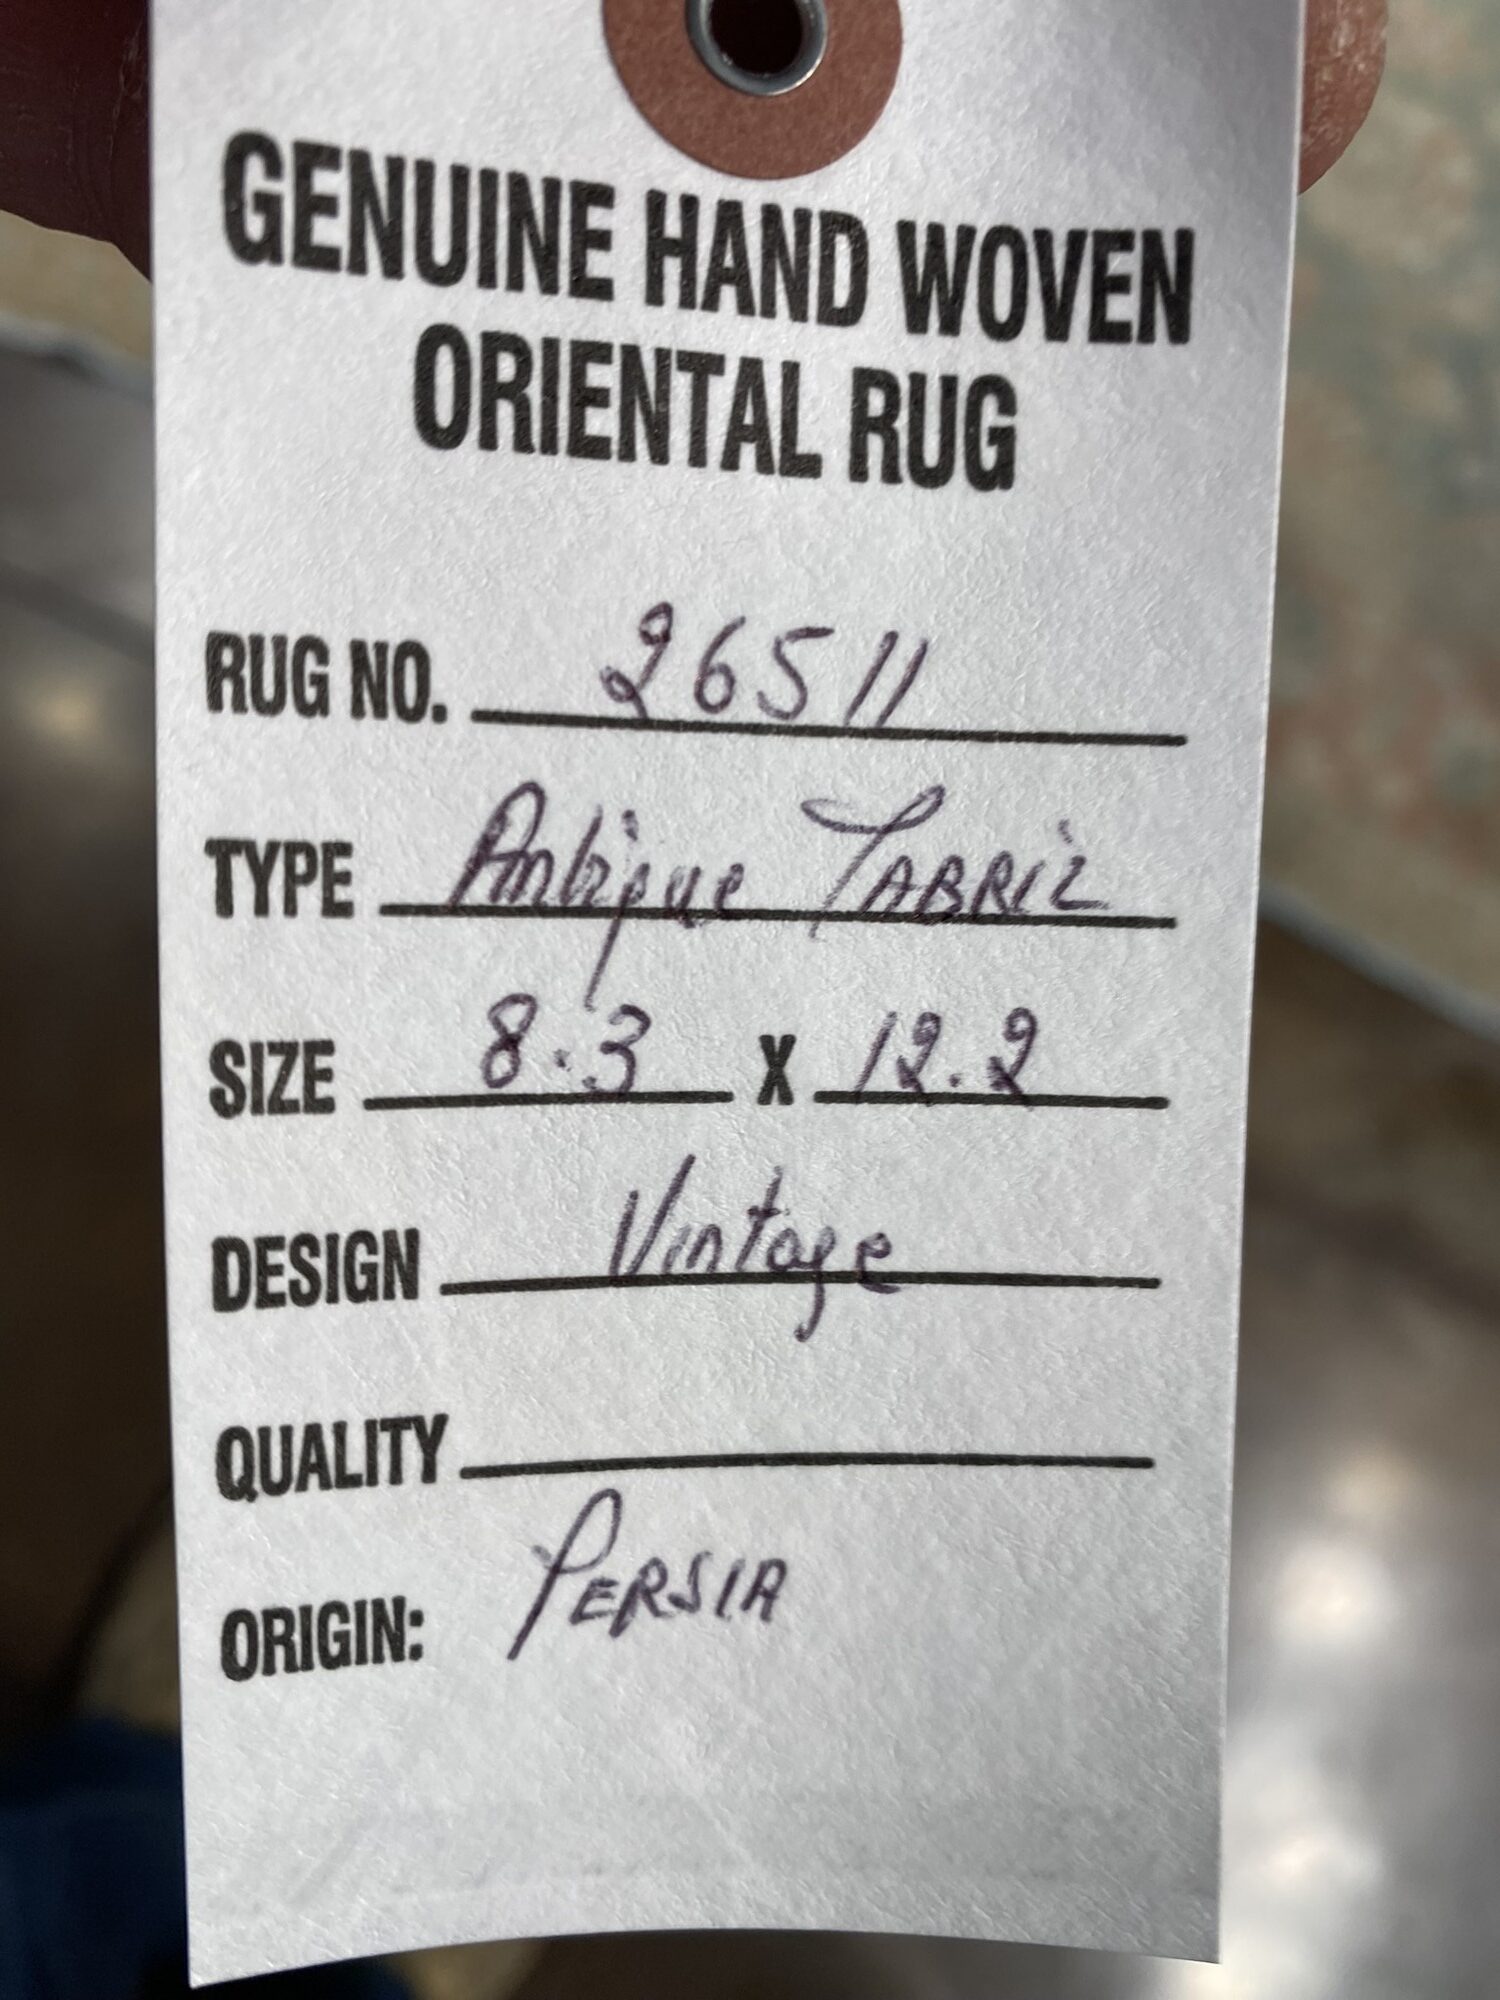 GENUINE HAND WOVEN
ORIENTAL RUG
RUG NO. 26511
TYPE Antique TABRIZ
SIZE 8.3 X 12.2
DESIGN Vintage
QUALITY
ORIGIN: PERSIA